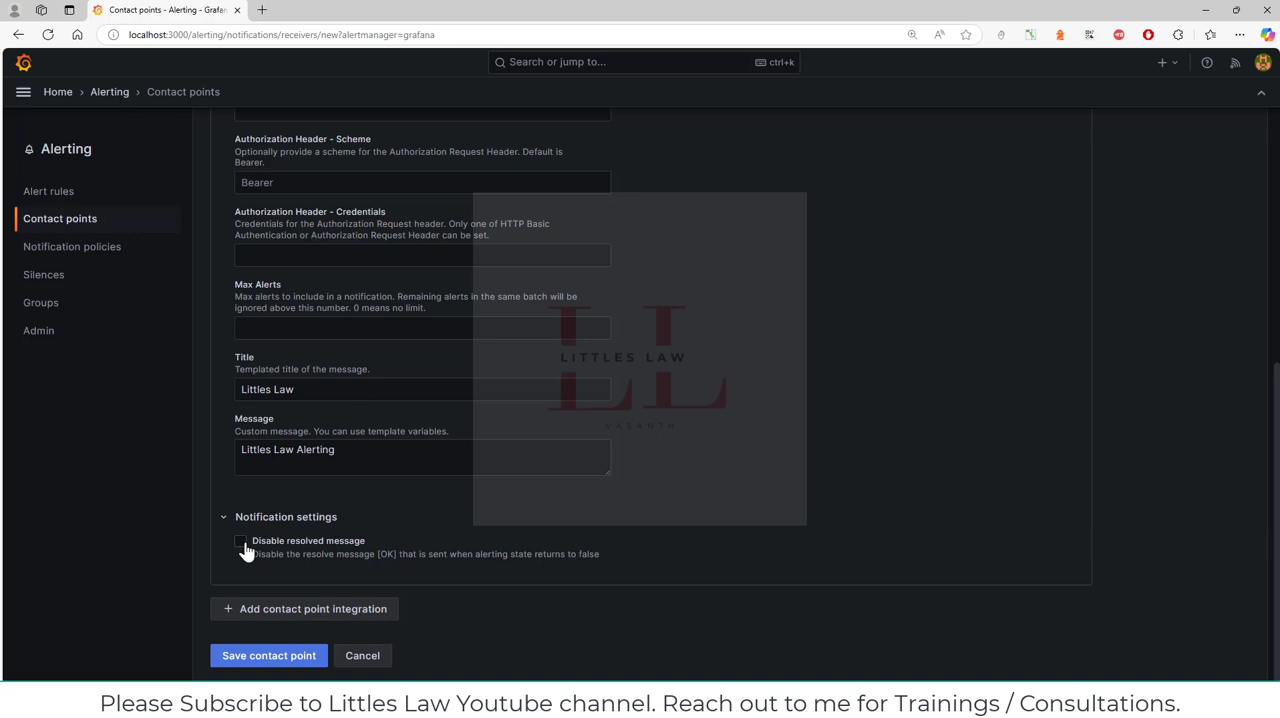 Contact points - Alerting - Grafan
localhost:3000/alerting/notifications/receivers/new?alertmanager=grafana
Search or jump to...
ctrl+k
Home
Alerting
Contact points
Alerting
Alert rules
Contact points
Notification policies
Silences
Groups
Admin
Authorization Header - Scheme
Optionally provide a scheme for the Authorization Request Header. Default is
Bearer.
Bearer
Authorization Header - Credentials
Credentials for the Authorization Request header. Only one of HTTP Basic
Authentication or Authorization Request Header can be set.
Max Alerts
Max alerts to include in a notification. Remaining alerts in the same batch will be
ignored above this number. 0 means no limit.
Title
Templated title of the message.
Littles Law
Message
Custom message. You can use template variables.
Littles Law Alerting
LITTLES LAW
VASANTH
Notification settings
Disable resolved message
Disable the resolve message [OK] that is sent when alerting state returns to false
+ Add contact point integration
Save contact point
Cancel
Please Subscribe to Littles Law Youtube channel. Reach out to me for Trainings / Consultations.